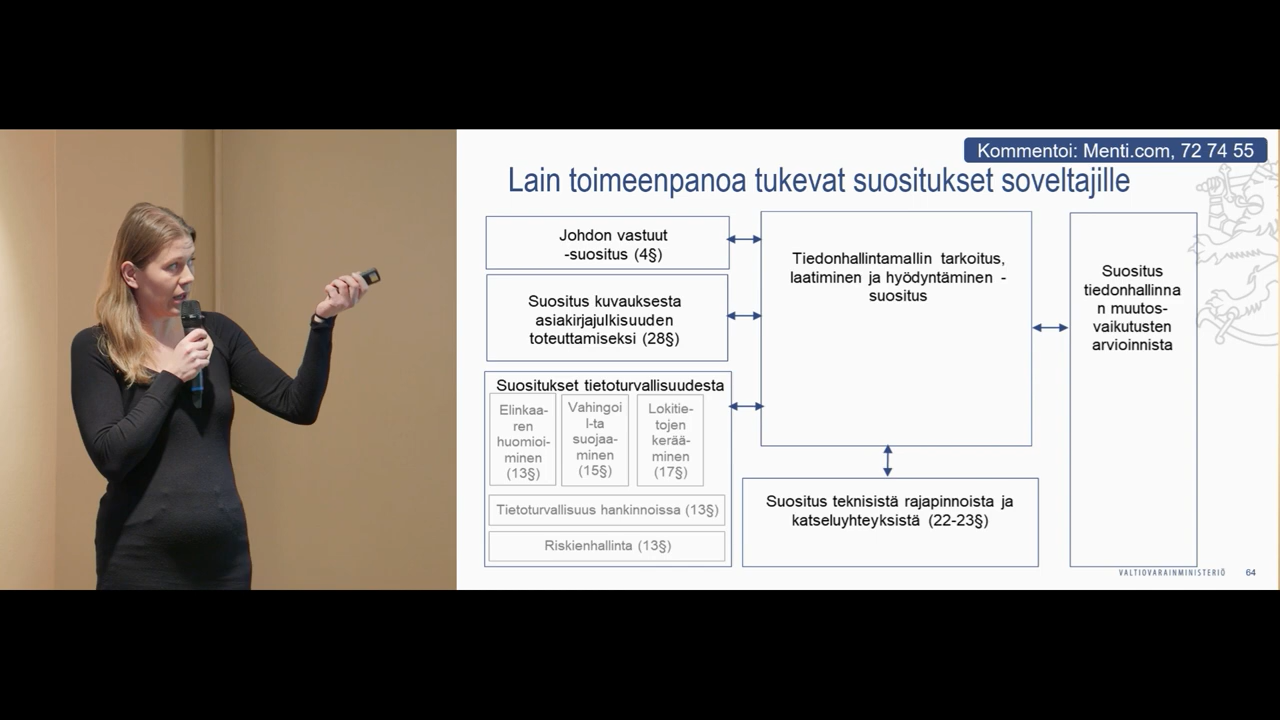 Kommentoi: Menti.com, 72 74 55
Lain toimeenpanoa tukevat suositukset soveltajille
Johdon vastuut
-suositus (4§)
Suositus kuvauksesta
asiakirjajulkisuuden
toteuttamiseksi (28§)
Suositukset tietoturvallisuudesta
Elinkaa-
ren
huomioi-
minen
(13§)
Vahingoi
l-ta
suojaa-
minen
(15§)
Lokitie-
tojen
kerää-
minen
(17§)
Tietoturvallisuus hankinnoissa (13§)
Riskienhallinta (13§)
Tiedonhallintamallin tarkoitus,
laatiminen ja hyödyntäminen -
suositus
Suositus teknisistä rajapinnoista ja
katseluyhteyksistä (22-23§)
Suositus
tiedonhallinna
n muutos-
vaikutusten
arvioinnista
VALTIOVARAINMINISTERIÖ
64